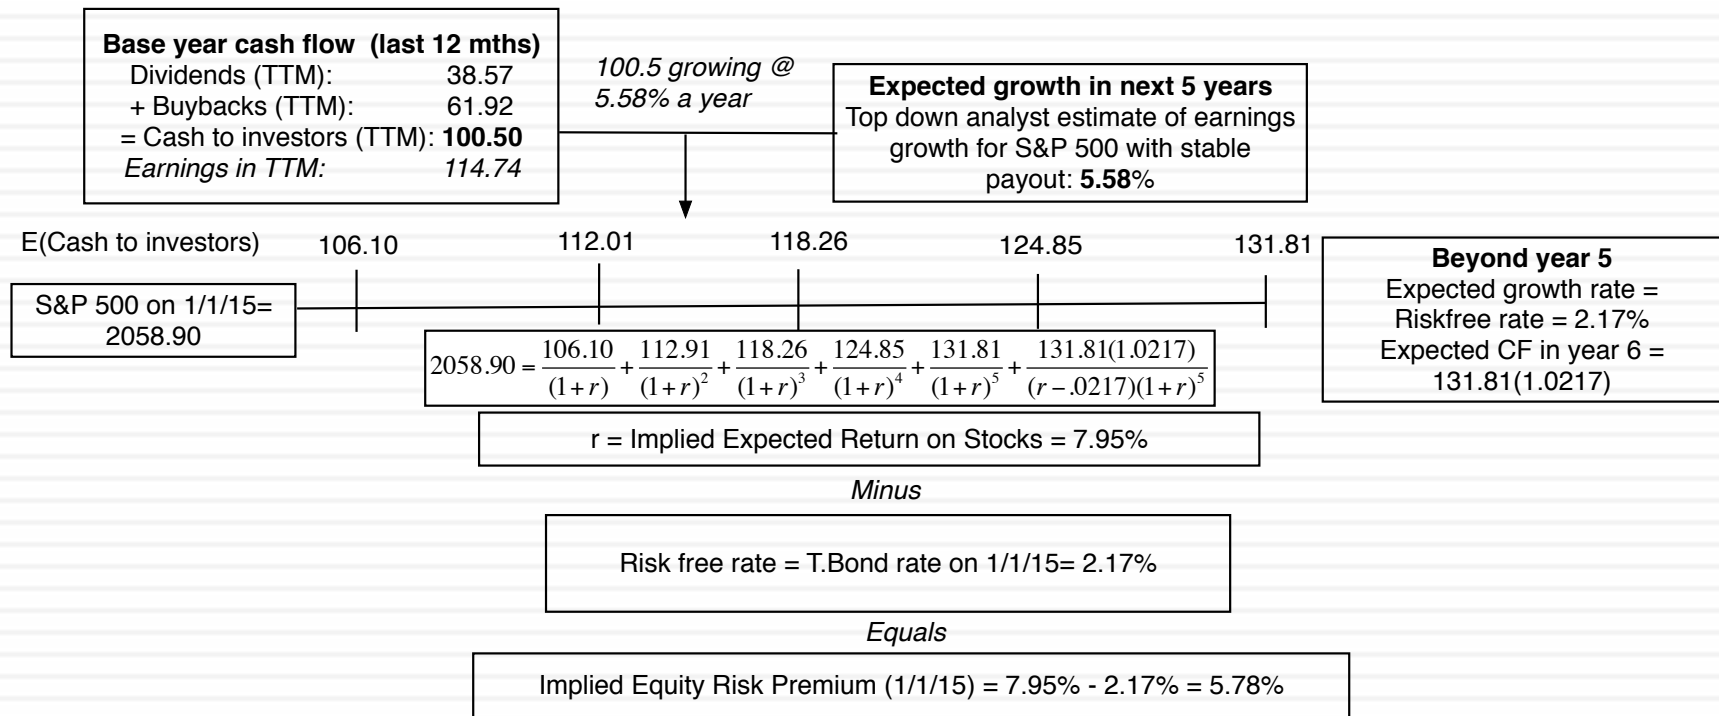 Base year cash flow (last 12 mths)
Dividends (TTM): 38.57
+ Buybacks (TTM): 61.92
= Cash to investors (TTM): 100.50
Earnings in TTM: 114.74
100.5 growing @
5.58% a year
Expected growth in next 5 years
Top down analyst estimate of earnings
growth for S&P 500 with stable
payout: 5.58%
E(Cash to investors) 106.10 112.01 118.26 124.85 131.81
S&P 500 on 1/1/15=
2058.90
Beyond year 5
Expected growth rate =
Riskfree rate = 2.17%
Expected CF in year 6 =
131.81(1.0217)
2058.90 = 106.10/(1+r) + 112.91/(1+r)^2 + 118.26/(1+r)^3 + 124.85/(1+r)^4 + 131.81/(1+r)^5 + 131.81(1.0217)/(r−.0217)(1+r)^5
r = Implied Expected Return on Stocks = 7.95%
Minus
Risk free rate = T.Bond rate on 1/1/15= 2.17%
Equals
Implied Equity Risk Premium (1/1/15) = 7.95% - 2.17% = 5.78%